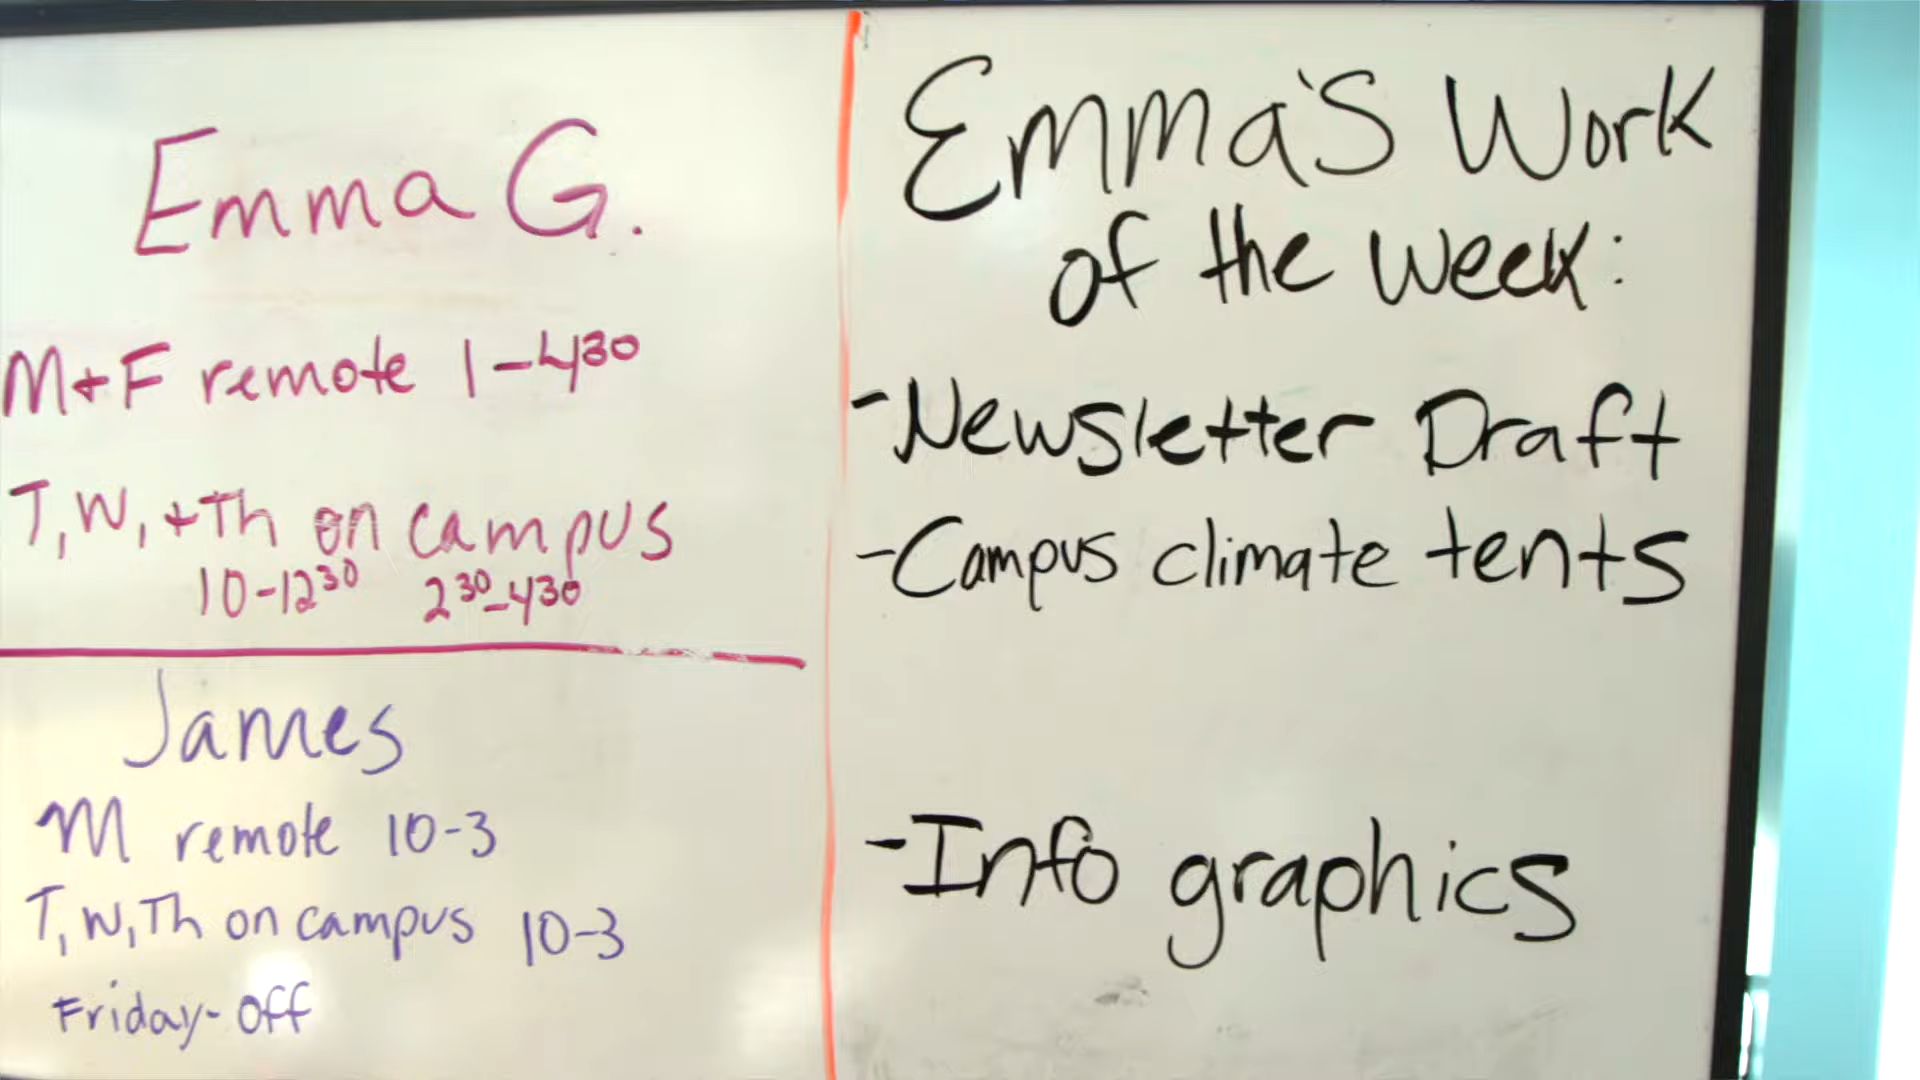 Emma G.
M+F remote 1-4³⁰
T, W, +Th on campus
10-12³⁰ 2³⁰-4³⁰
James
M remote 10-3
T, W, Th on campus 10-3
Friday- Off
Emma's Work
of the Week:
-Newsletter Draft
-Campus climate tents
-Info graphics